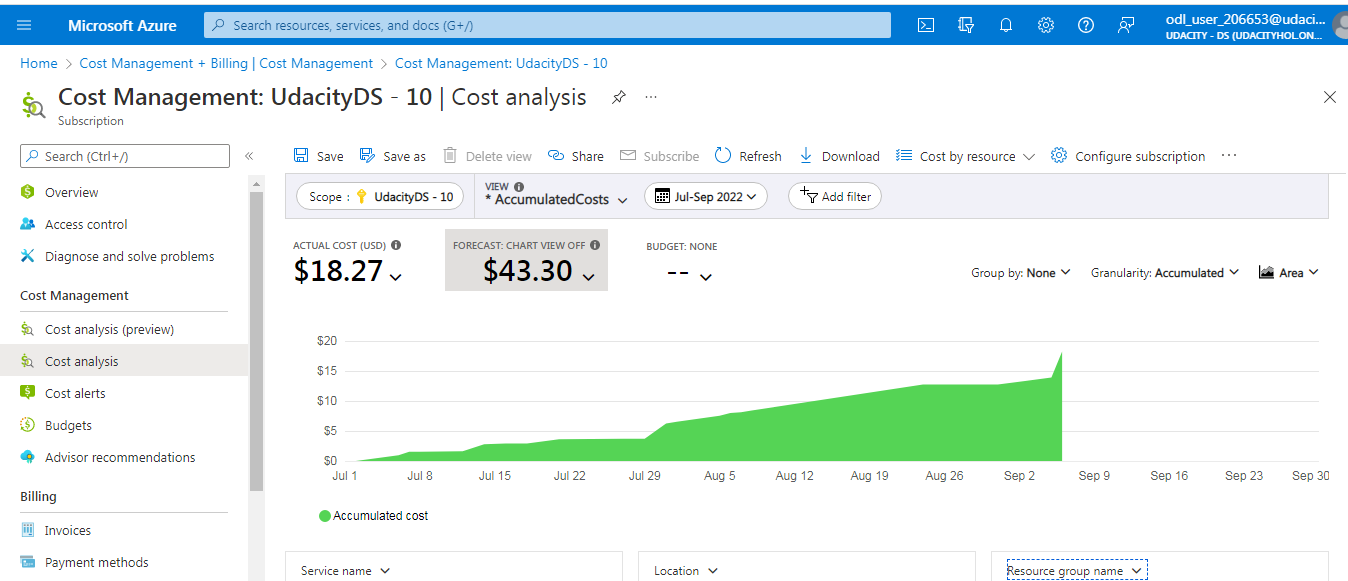 Microsoft Azure
Search resources, services, and docs (G+/)
odl_user_206653@udaci...
UDACITY - DS (UDACITYHOL.ON...
Home > Cost Management + Billing | Cost Management > Cost Management: UdacityDS - 10
Cost Management: UdacityDS - 10 | Cost analysis
Subscription
Search (Ctrl+/)
Overview
Access control
Diagnose and solve problems
Cost Management
Cost analysis (preview)
Cost analysis
Cost alerts
Budgets
Advisor recommendations
Billing
Invoices
Payment methods
Save Save as Delete view Share Subscribe Refresh Download Cost by resource Configure subscription ...
Scope : UdacityDS - 10
VIEW
* AccumulatedCosts
Jul-Sep 2022
Add filter
ACTUAL COST (USD)
$18.27
FORECAST: CHART VIEW OFF
$43.30
BUDGET: NONE
--
Group by: None Granularity: Accumulated Area
$20
$15
$10
$5
$0
Jul 1 Jul 8 Jul 15 Jul 22 Jul 29 Aug 5 Aug 12 Aug 19 Aug 26 Sep 2 Sep 9 Sep 16 Sep 23 Sep 30
Accumulated cost
Service name Location Resource group name